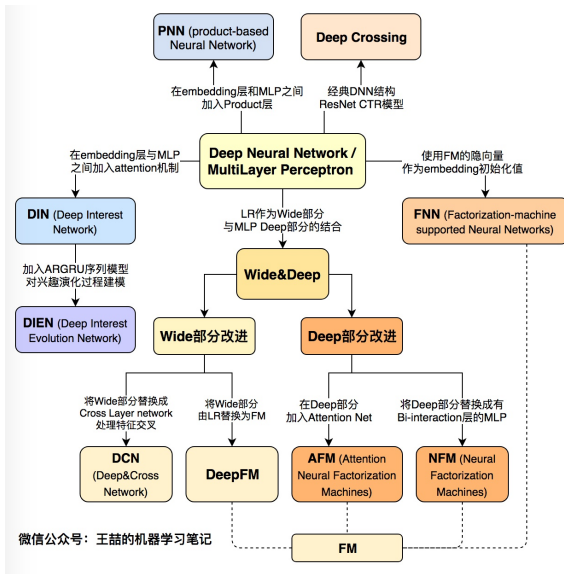 PNN (product-based
Neural Network)
Deep Crossing
在embedding层和MLP之间
加入Product层
经典DNN结构
ResNet CTR模型
Deep Neural Network /
MultiLayer Perceptron
在embedding层与MLP
之间加入attention机制
使用FM的隐向量
作为embedding初始化值
DIN (Deep Interest
Network)
LR作为Wide部分
与MLP Deep部分的结合
FNN (Factorization-machine
supported Neural Networks)
加入ARGRU序列模型
对兴趣演化过程建模
Wide&Deep
DIEN (Deep Interest
Evolution Network)
Wide部分改进
Deep部分改进
将Wide部分替换成
Cross Layer network
处理特征交叉
将Wide部分
由LR替换为FM
在Deep部分
加入Attention Net
将Deep部分替换成有
Bi-interaction层的MLP
DCN
(Deep&Cross
Network)
DeepFM
AFM (Attention
Neural Factorization
Machines)
NFM (Neural
Factorization
Machines)
微信公众号：王喆的机器学习笔记
FM